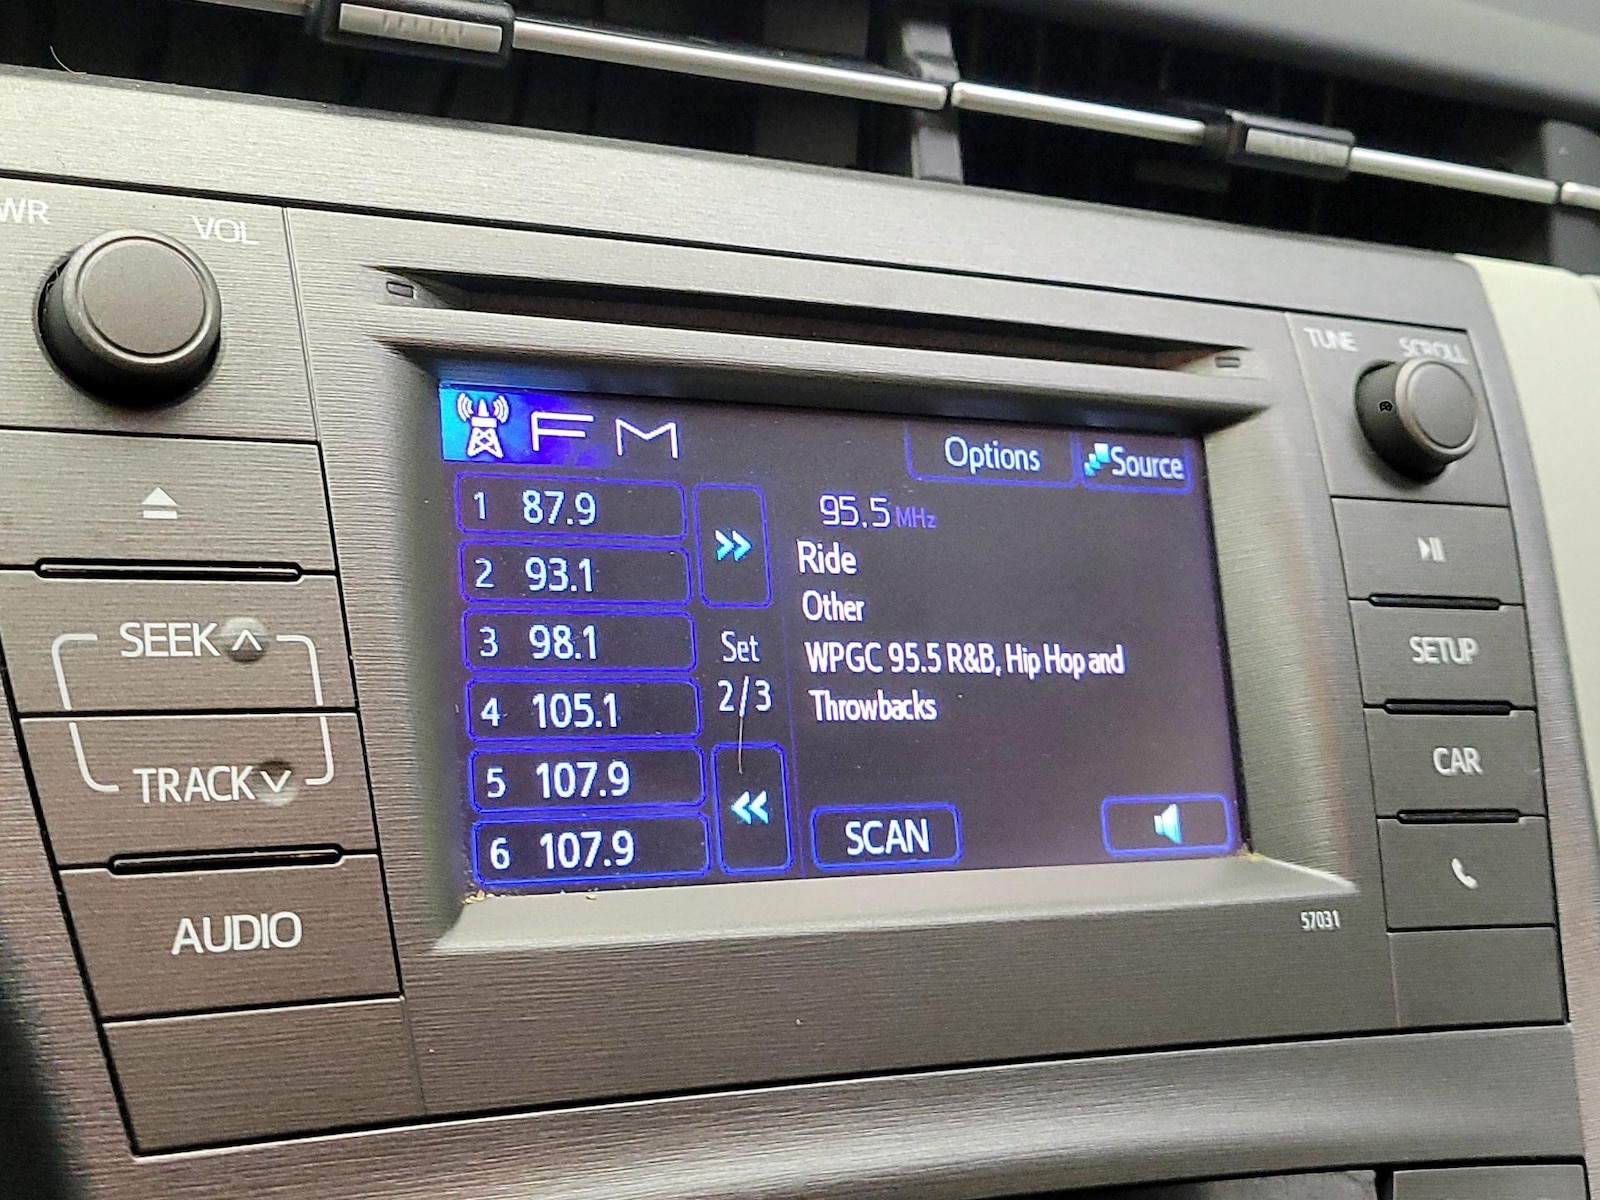 WR
VOL
TUNE
SCROLL
FM
Options
Source
1 87.9
2 93.1
3 98.1
4 105.1
5 107.9
6 107.9
Set
2/3
95.5 MHz
Ride
Other
WPGC 95.5 R&B, Hip Hop and
Throwbacks
SCAN
SEEK
TRACK
AUDIO
SETUP
CAR
57031